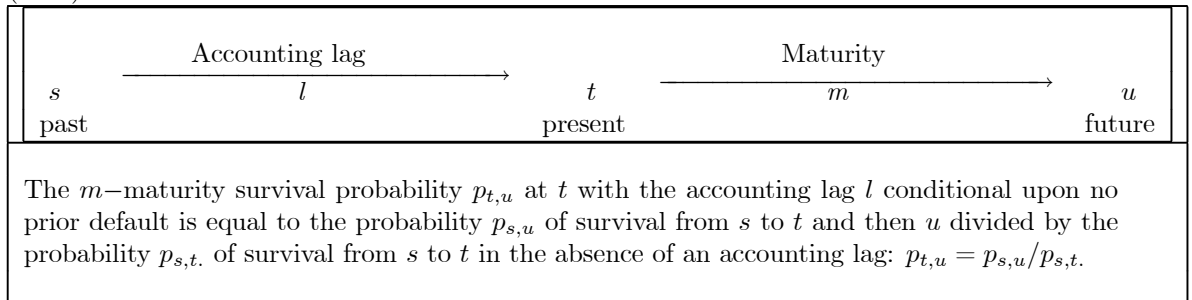 Accounting lag Maturity
s l t m u
past present future
The m−maturity survival probability p_{t,u} at t with the accounting lag l conditional upon no
prior default is equal to the probability p_{s,u} of survival from s to t and then u divided by the
probability p_{s,t.} of survival from s to t in the absence of an accounting lag: p_{t,u} = p_{s,u}/p_{s,t.}